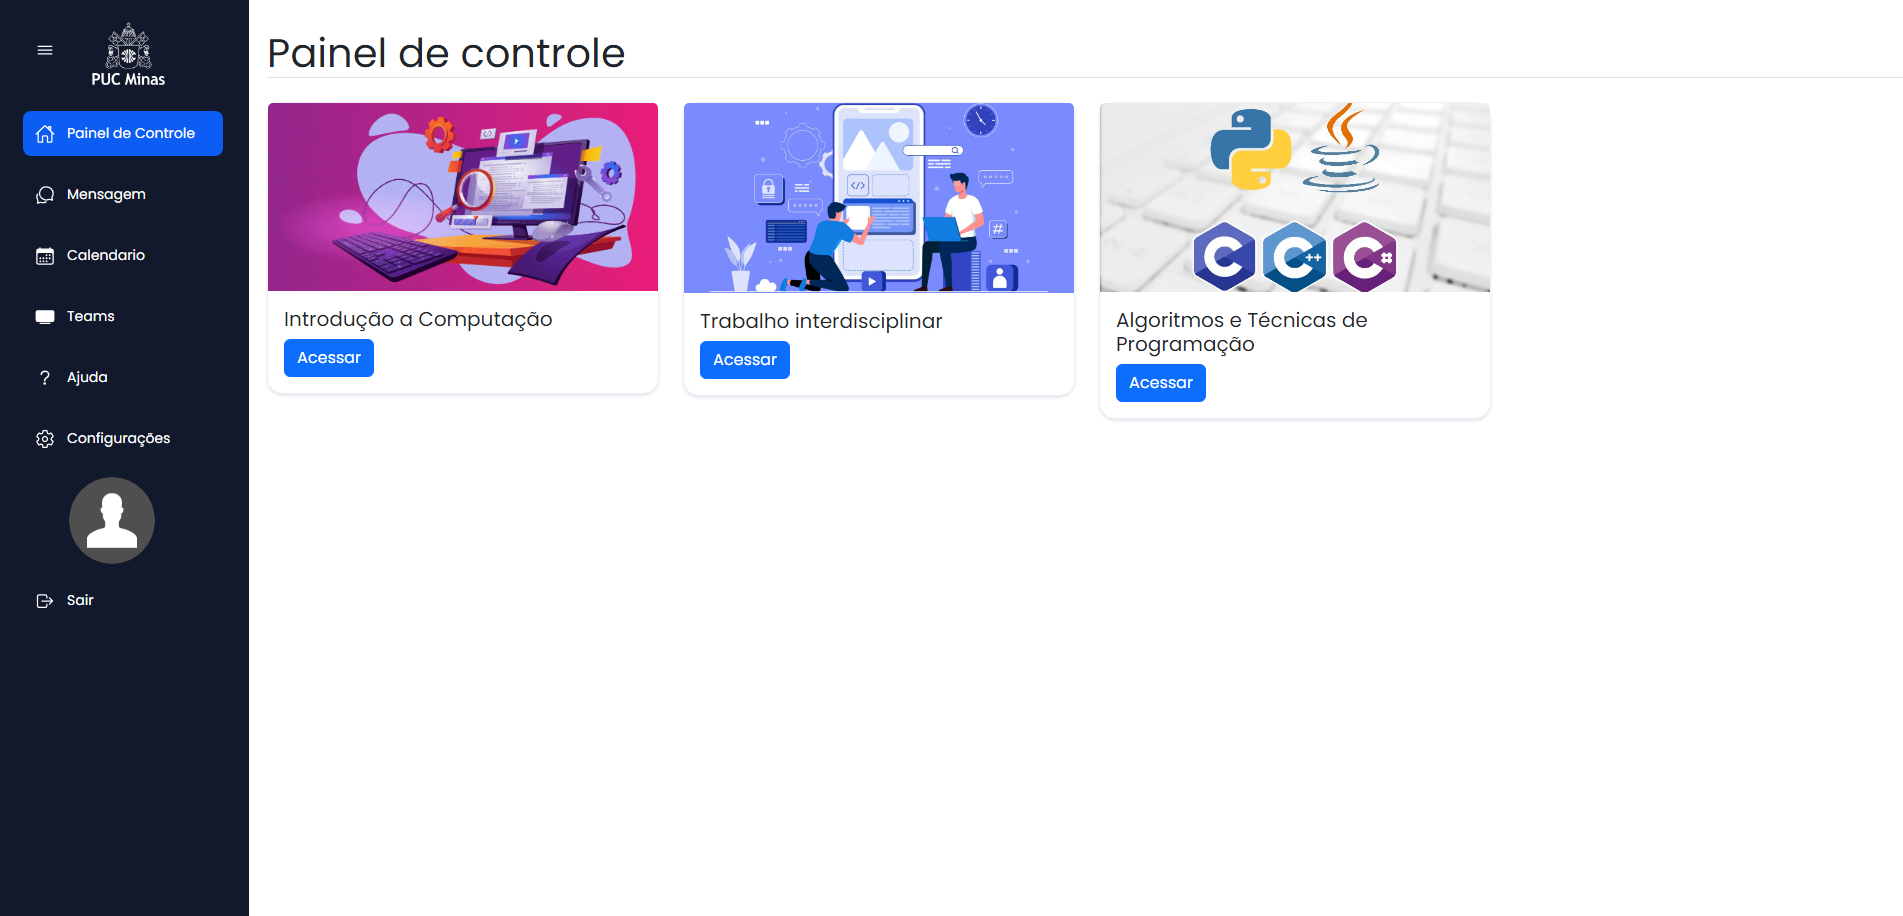 PUC Minas
Painel de Controle
Mensagem
Calendario
Teams
Ajuda
Configurações
Sair
Painel de controle
Introdução a Computação
Acessar
Trabalho interdisciplinar
Acessar
Algoritmos e Técnicas de
Programação
Acessar